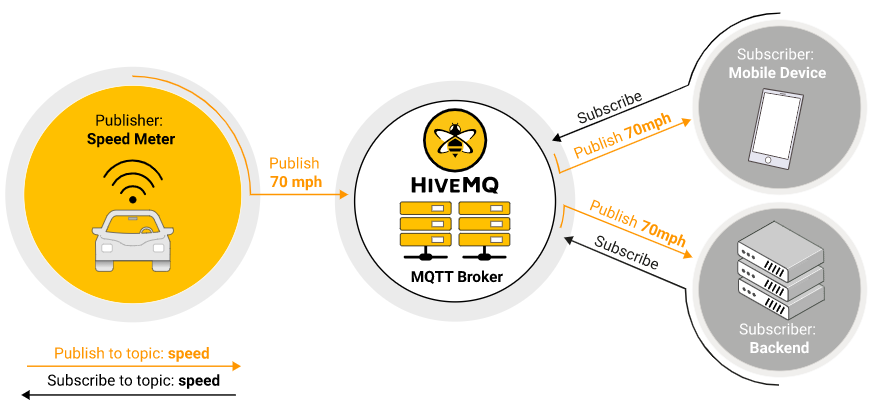 Publisher:
Speed Meter
Publish
70 mph
HIVEMQ
MQTT Broker
Subscribe
Publish 70mph
Subscriber:
Mobile Device
Publish 70mph
Subscribe
Subscriber:
Backend
Publish to topic: speed
Subscribe to topic: speed